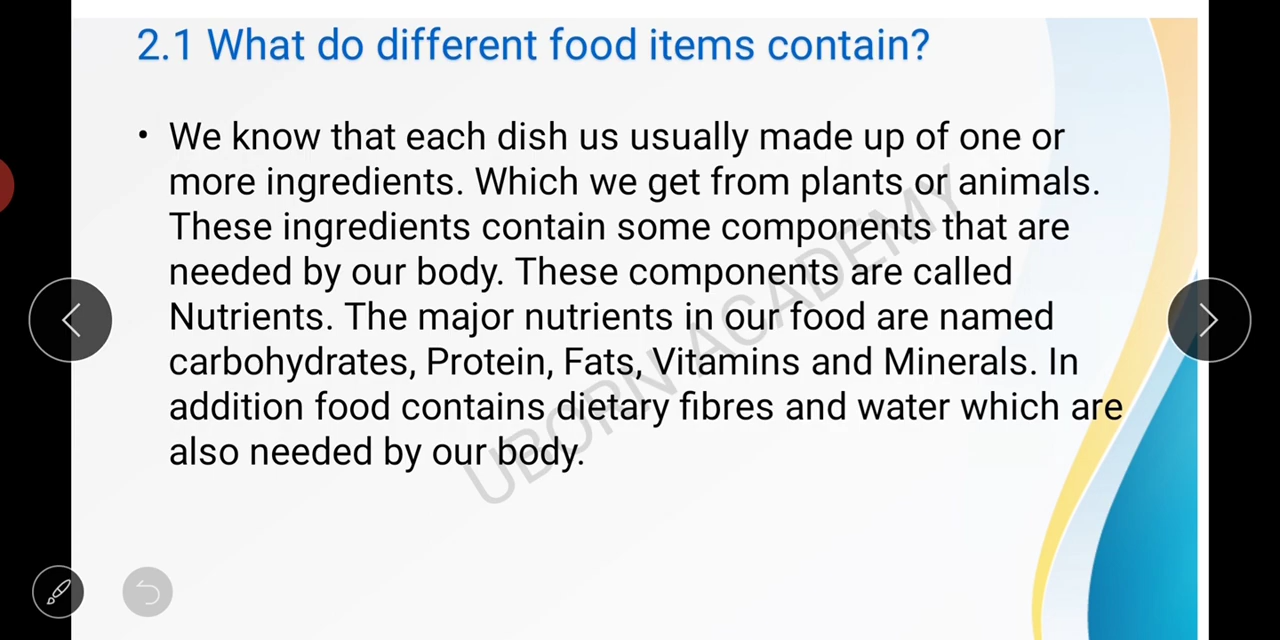 2.1 What do different food items contain?
• We know that each dish us usually made up of one or
more ingredients. Which we get from plants or animals.
These ingredients contain some components that are
needed by our body. These components are called
Nutrients. The major nutrients in our food are named
carbohydrates, Protein, Fats, Vitamins and Minerals. In
addition food contains dietary fibres and water which are
also needed by our body.
UBORN ACADEMY